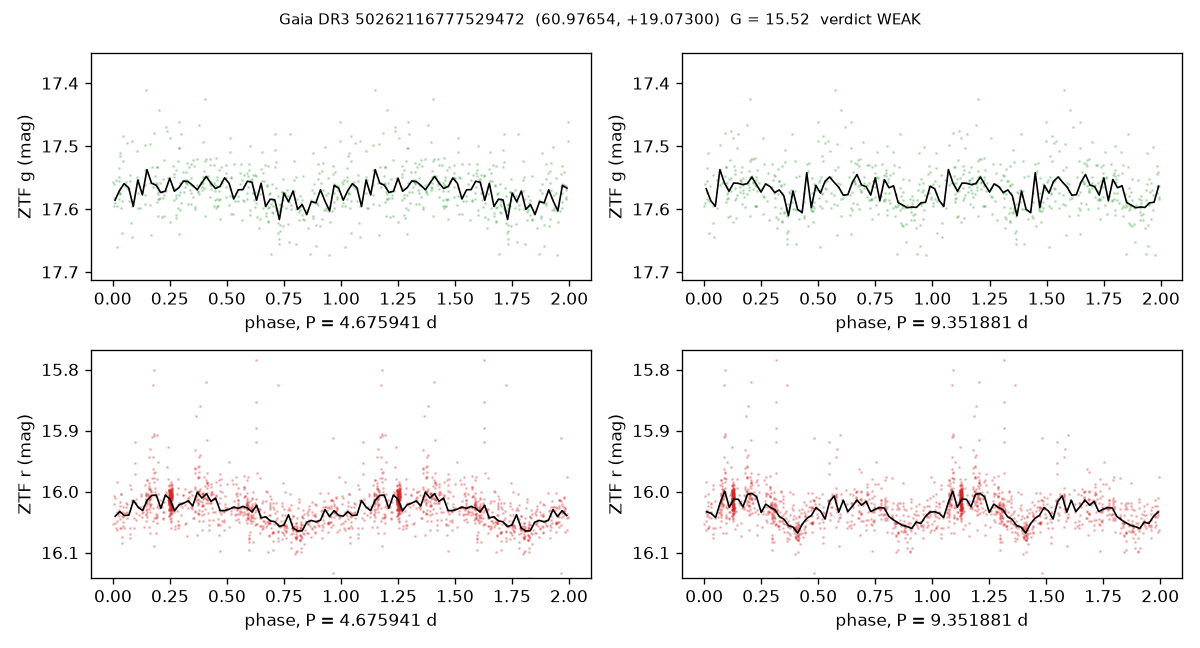 Gaia DR3 50262116777529472 (60.97654, +19.07300) G = 15.52 verdict WEAK
ZTF g (mag)
17.4
17.5
17.6
17.7
0.00 0.25 0.50 0.75 1.00 1.25 1.50 1.75 2.00
phase, P = 4.675941 d
ZTF g (mag)
17.4
17.5
17.6
17.7
0.00 0.25 0.50 0.75 1.00 1.25 1.50 1.75 2.00
phase, P = 9.351881 d
ZTF r (mag)
15.8
15.9
16.0
16.1
0.00 0.25 0.50 0.75 1.00 1.25 1.50 1.75 2.00
phase, P = 4.675941 d
ZTF r (mag)
15.8
15.9
16.0
16.1
0.00 0.25 0.50 0.75 1.00 1.25 1.50 1.75 2.00
phase, P = 9.351881 d